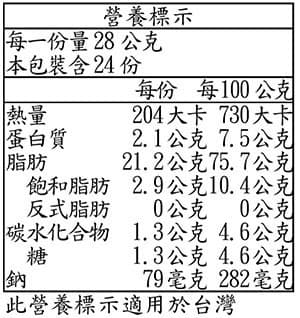 營養標示
每一份量 28 公克
本包裝含 24 份
每份 每100 公克
熱量 204 大卡 730 大卡
蛋白質 2.1 公克 7.5 公克
脂肪 21.2 公克 75.7 公克
飽和脂肪 2.9 公克 10.4 公克
反式脂肪 0 公克 0 公克
碳水化合物 1.3 公克 4.6 公克
糖 1.3 公克 4.6 公克
鈉 79 毫克 282 毫克
此營養標示適用於台灣